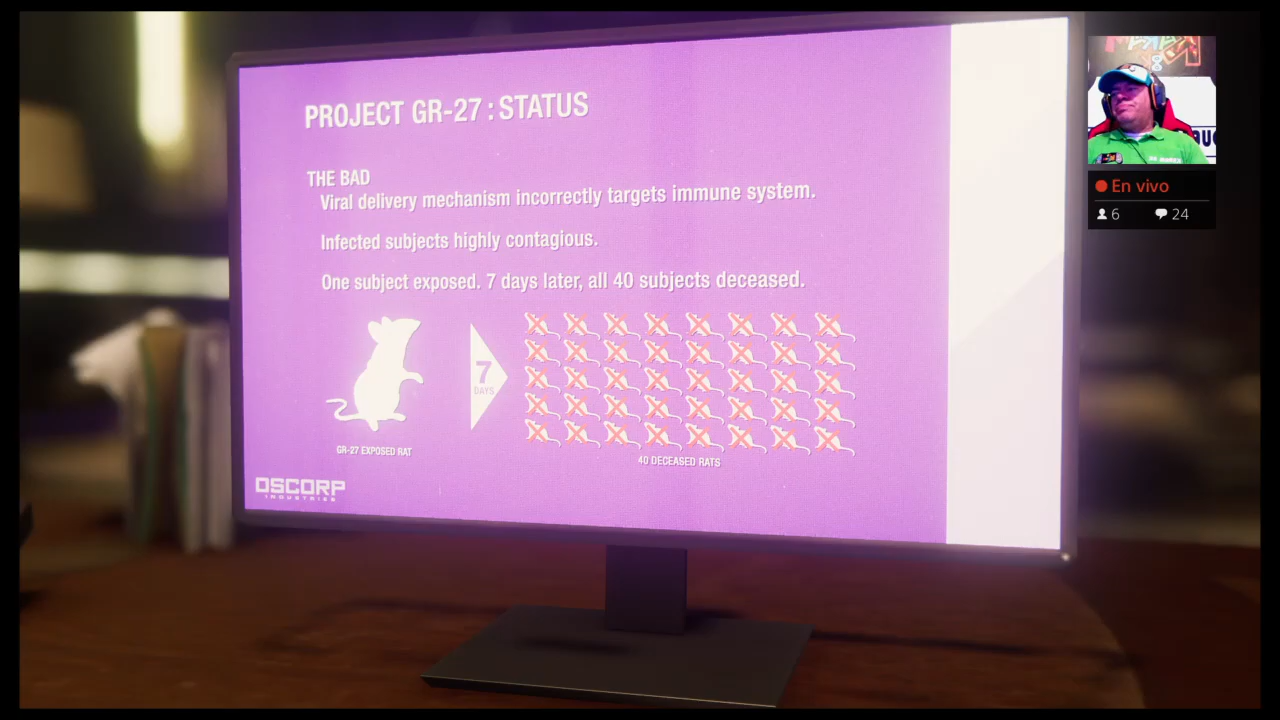 PROJECT GR-27 : STATUS
THE BAD
Viral delivery mechanism incorrectly targets immune system.
Infected subjects highly contagious.
One subject exposed. 7 days later, all 40 subjects deceased.
7
DAYS
GR-27 EXPOSED RAT
40 DECEASED RATS
OSCORP
INDUSTRIES
En vivo
6 24